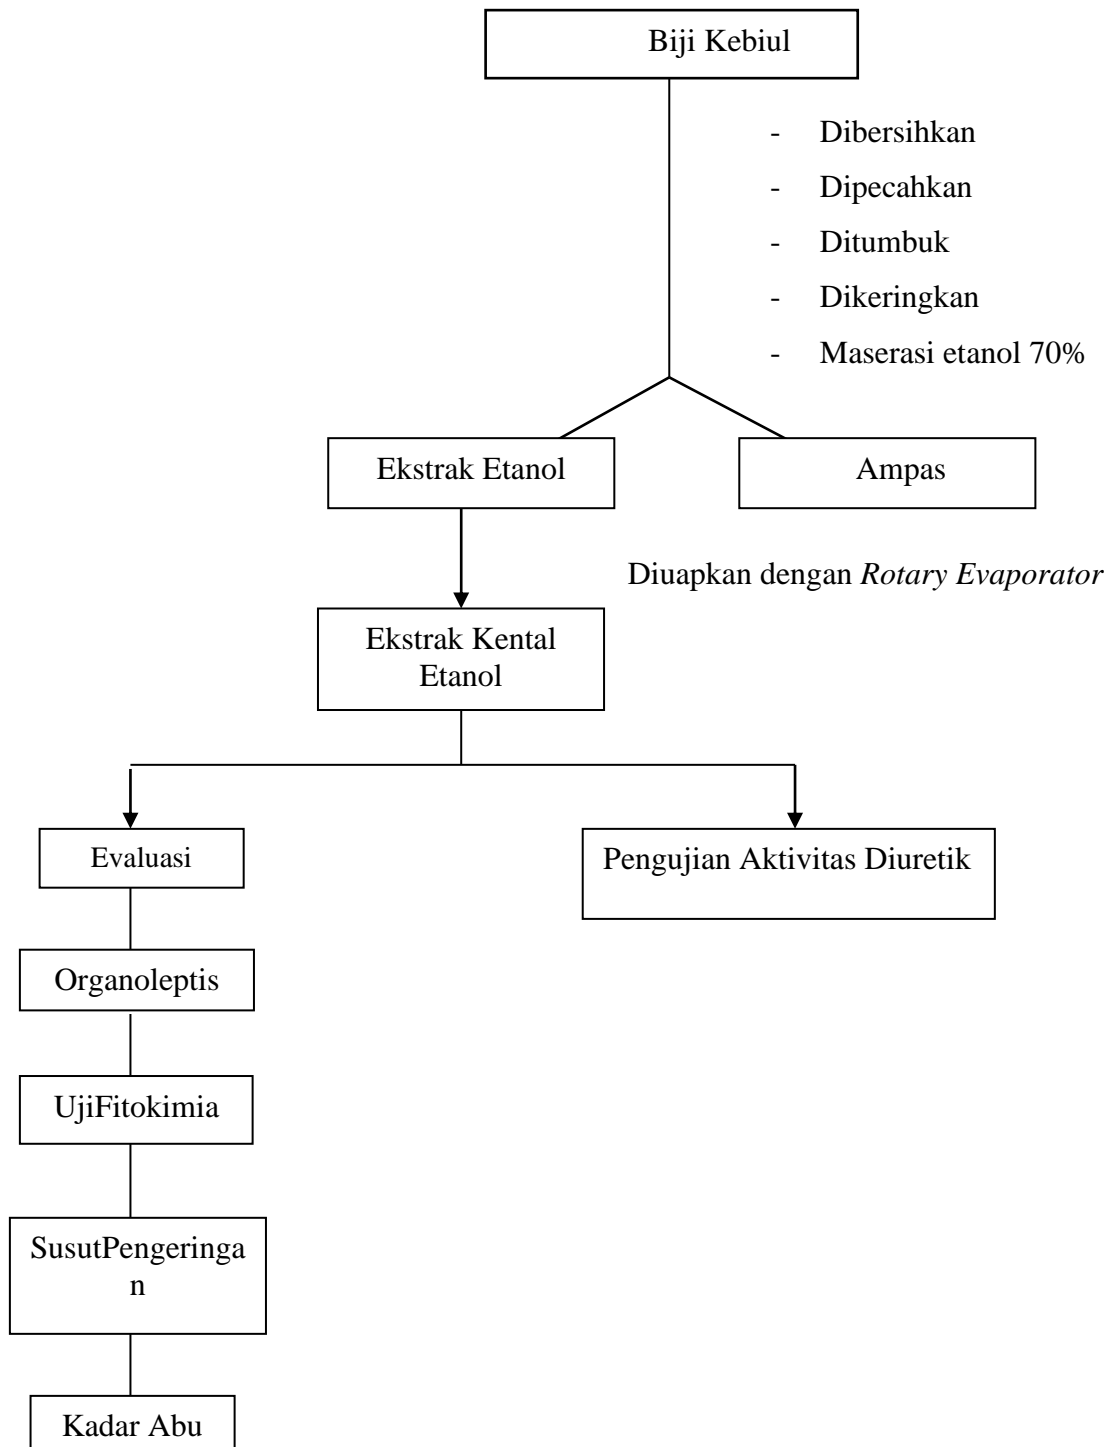 Biji Kebiul
- Dibersihkan
- Dipecahkan
- Ditumbuk
- Dikeringkan
- Maserasi etanol 70%
Ekstrak Etanol
Ampas
Diuapkan dengan Rotary Evaporator
Ekstrak Kental
Etanol
Evaluasi
Pengujian Aktivitas Diuretik
Organoleptis
UjiFitokimia
SusutPengeringa
n
Kadar Abu